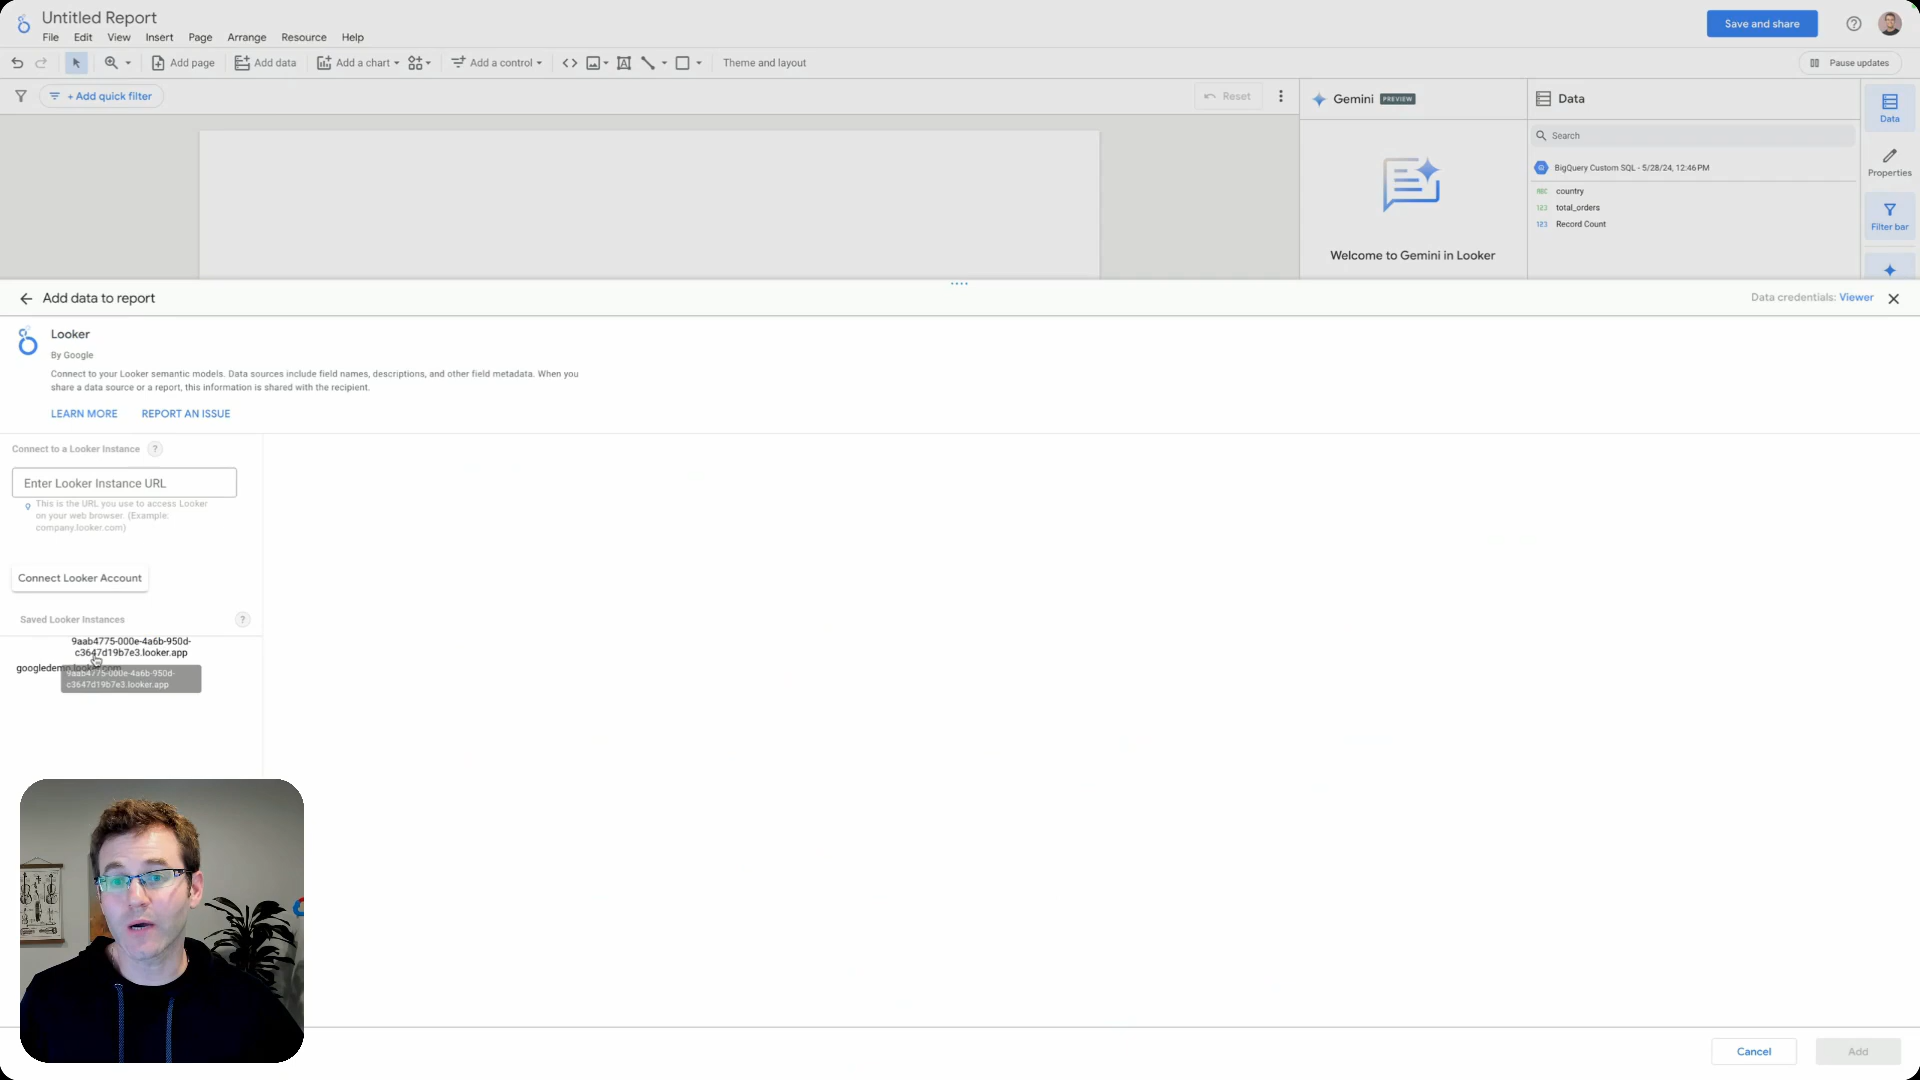 Untitled Report
File Edit View Insert Page Arrange Resource Help
Save and share
Add page Add data Add a chart Add a control Theme and layout
Pause updates
+ Add quick filter
Reset
Gemini PREVIEW
Welcome to Gemini in Looker
Data
Search
BigQuery Custom SQL - 5/28/24, 12:46 PM
ABC country
123 total_orders
123 Record Count
Data
Properties
Filter bar
Add data to report
Data credentials: Viewer
Looker
By Google
Connect to your Looker semantic models. Data sources include field names, descriptions, and other field metadata. When you
share a data source or a report, this information is shared with the recipient.
LEARN MORE REPORT AN ISSUE
Connect to a Looker Instance ?
Enter Looker Instance URL
This is the URL you use to access Looker
on your web browser. (Example:
company.looker.com)
Connect Looker Account
Saved Looker Instances ?
9aab4775-000e-4a6b-950d-
c3647d19b7e3.looker.app
googledemo.looker.com
9aab4775-000e-4a6b-950d-
c3647d19b7e3.looker.app
Cancel Add